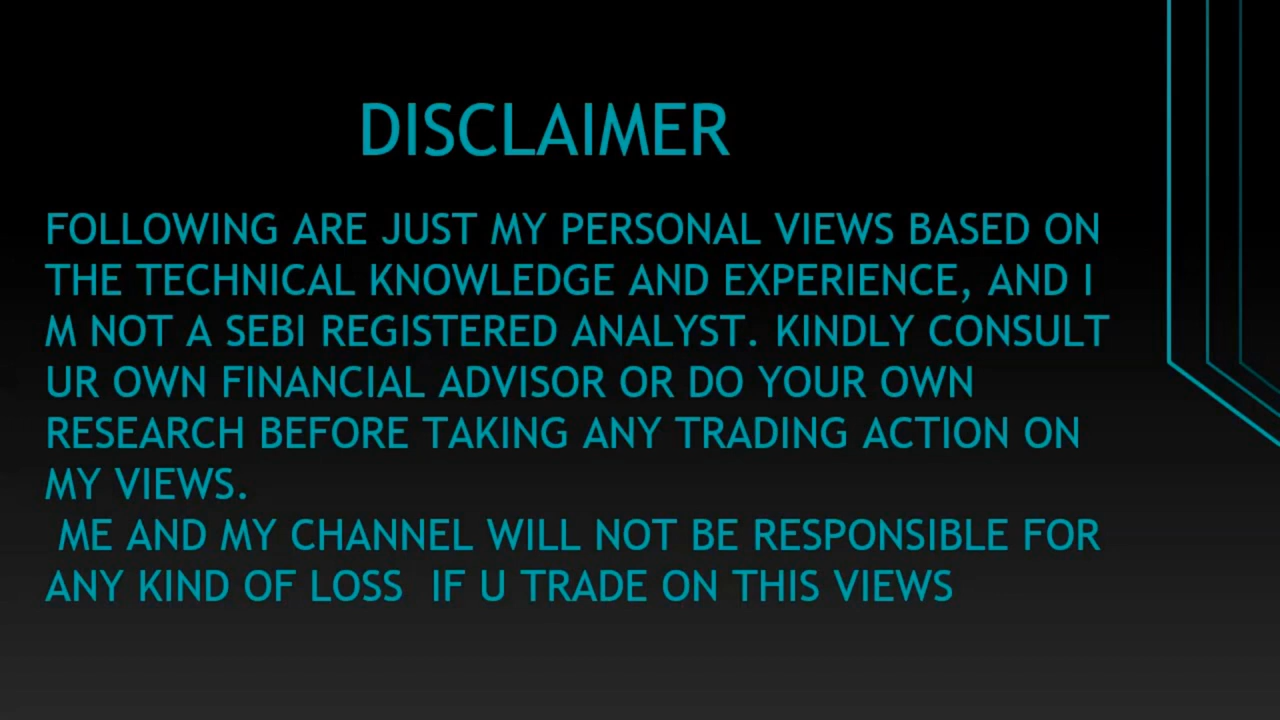 DISCLAIMER
FOLLOWING ARE JUST MY PERSONAL VIEWS BASED ON
THE TECHNICAL KNOWLEDGE AND EXPERIENCE, AND I
M NOT A SEBI REGISTERED ANALYST. KINDLY CONSULT
UR OWN FINANCIAL ADVISOR OR DO YOUR OWN
RESEARCH BEFORE TAKING ANY TRADING ACTION ON
MY VIEWS.
ME AND MY CHANNEL WILL NOT BE RESPONSIBLE FOR
ANY KIND OF LOSS  IF U TRADE ON THIS VIEWS